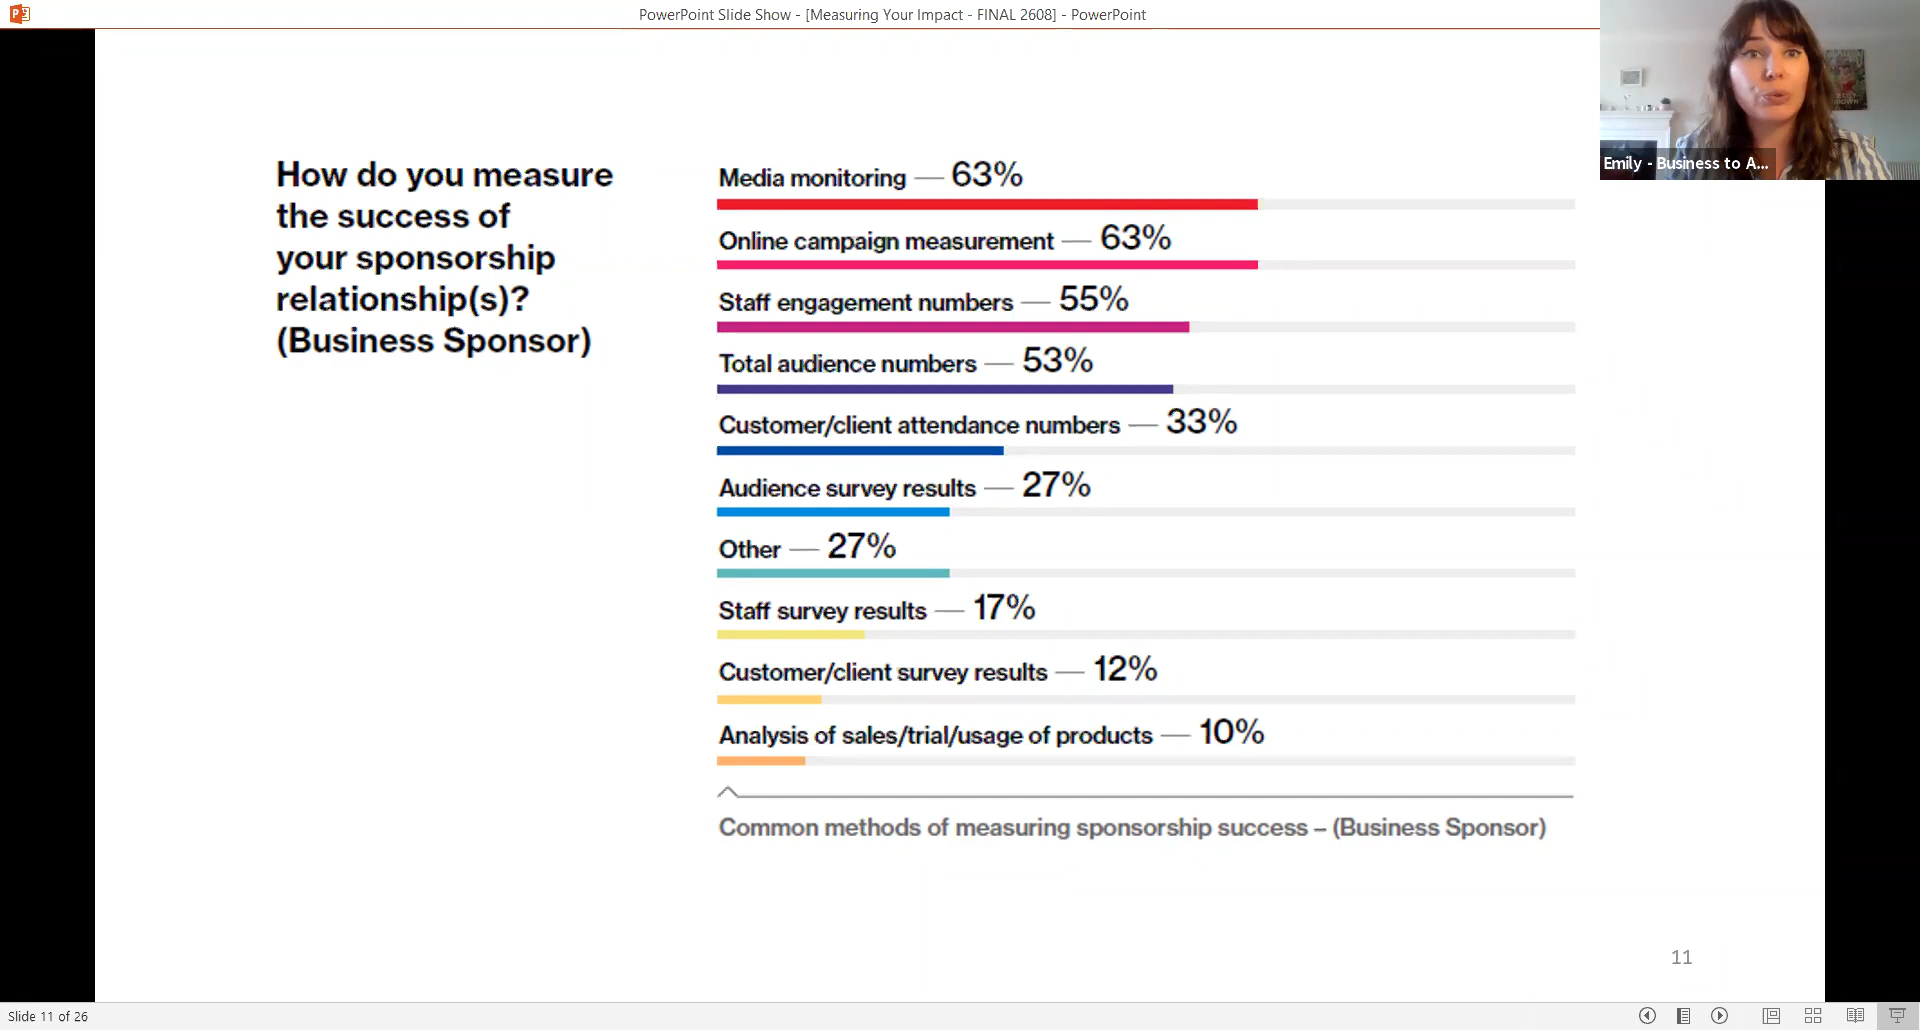 PowerPoint Slide Show - [Measuring Your Impact - FINAL 2608] - PowerPoint
Emily - Business to A...
How do you measure
the success of
your sponsorship
relationship(s)?
(Business Sponsor)
Media monitoring — 63%
Online campaign measurement — 63%
Staff engagement numbers — 55%
Total audience numbers — 53%
Customer/client attendance numbers — 33%
Audience survey results — 27%
Other — 27%
Staff survey results — 17%
Customer/client survey results — 12%
Analysis of sales/trial/usage of products — 10%
Common methods of measuring sponsorship success – (Business Sponsor)
11
Slide 11 of 26